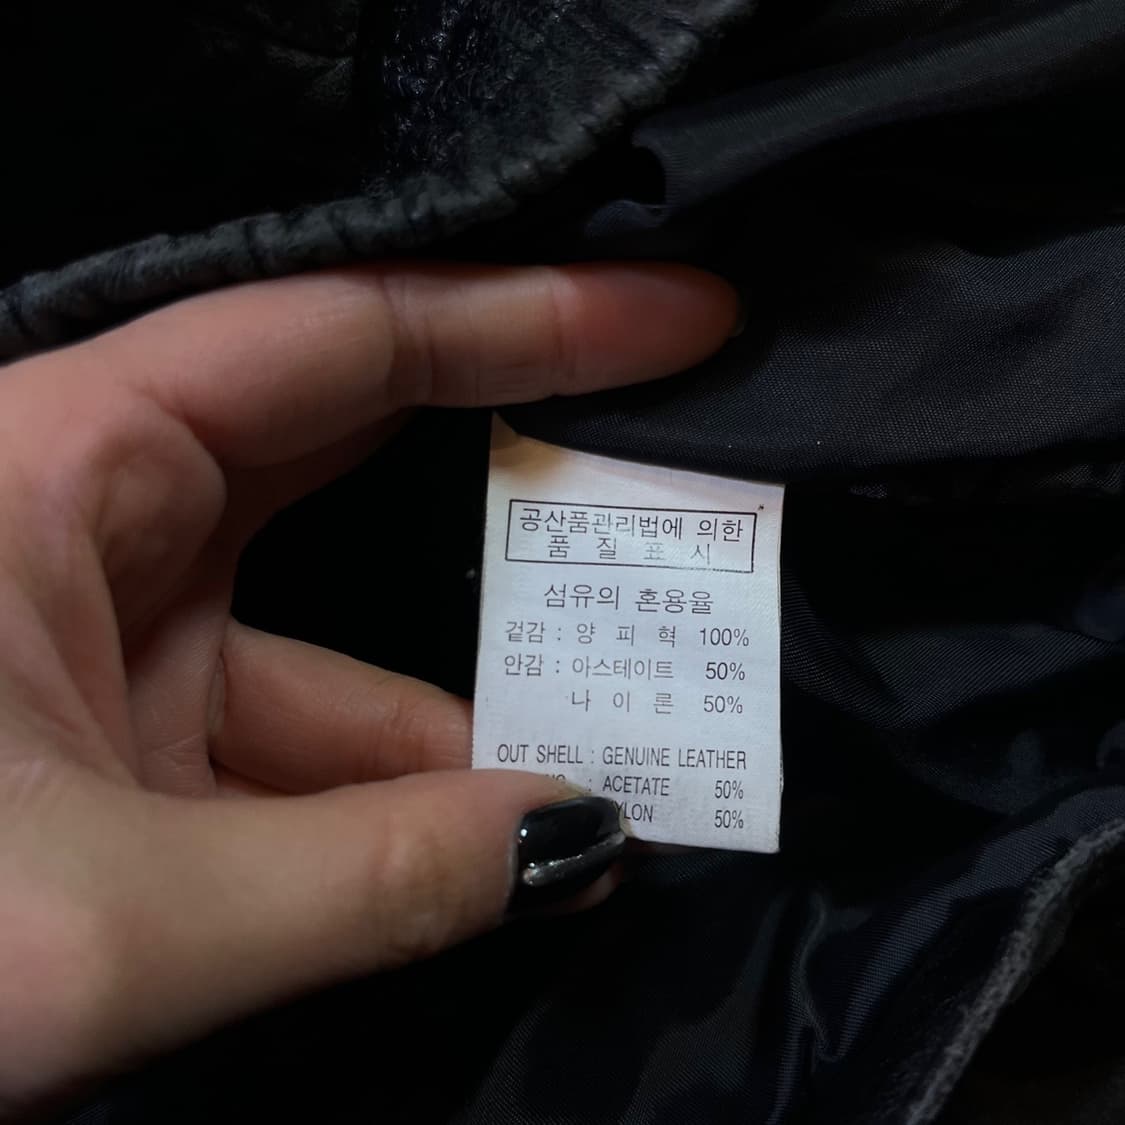 공산품관리법에 의한
품 질 표 시
섬유의 혼용율
겉감 : 양 피 혁 100%
안감 : 아스테이트 50%
나 이 론 50%
OUT SHELL : GENUINE LEATHER
: ACETATE 50%
50%